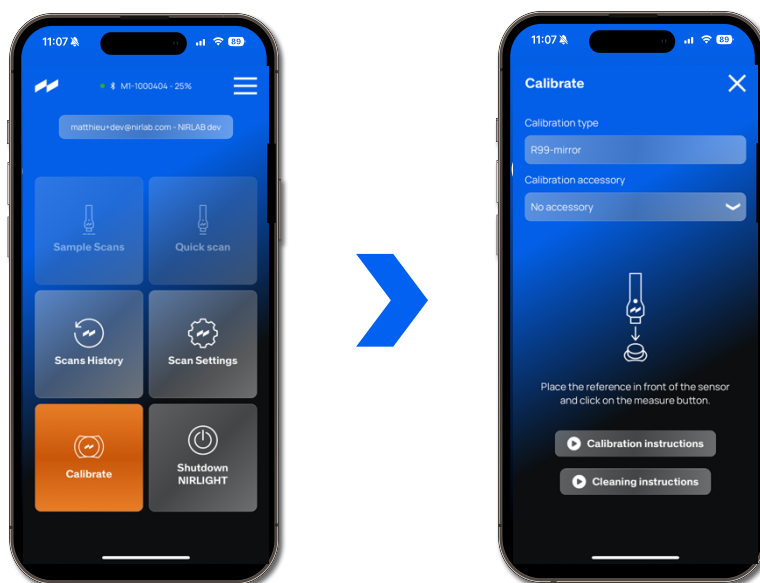 11:07
89
M1-1000404 - 25%
matthieu+dev@nirlab.com - NIRLAB dev
Sample Scans
Quick scan
Scans History
Scan Settings
Calibrate
Shutdown
NIRLIGHT
11:07
89
Calibrate
Calibration type
R99-mirror
Calibration accessory
No accessory
Place the reference in front of the sensor
and click on the measure button.
Calibration instructions
Cleaning instructions